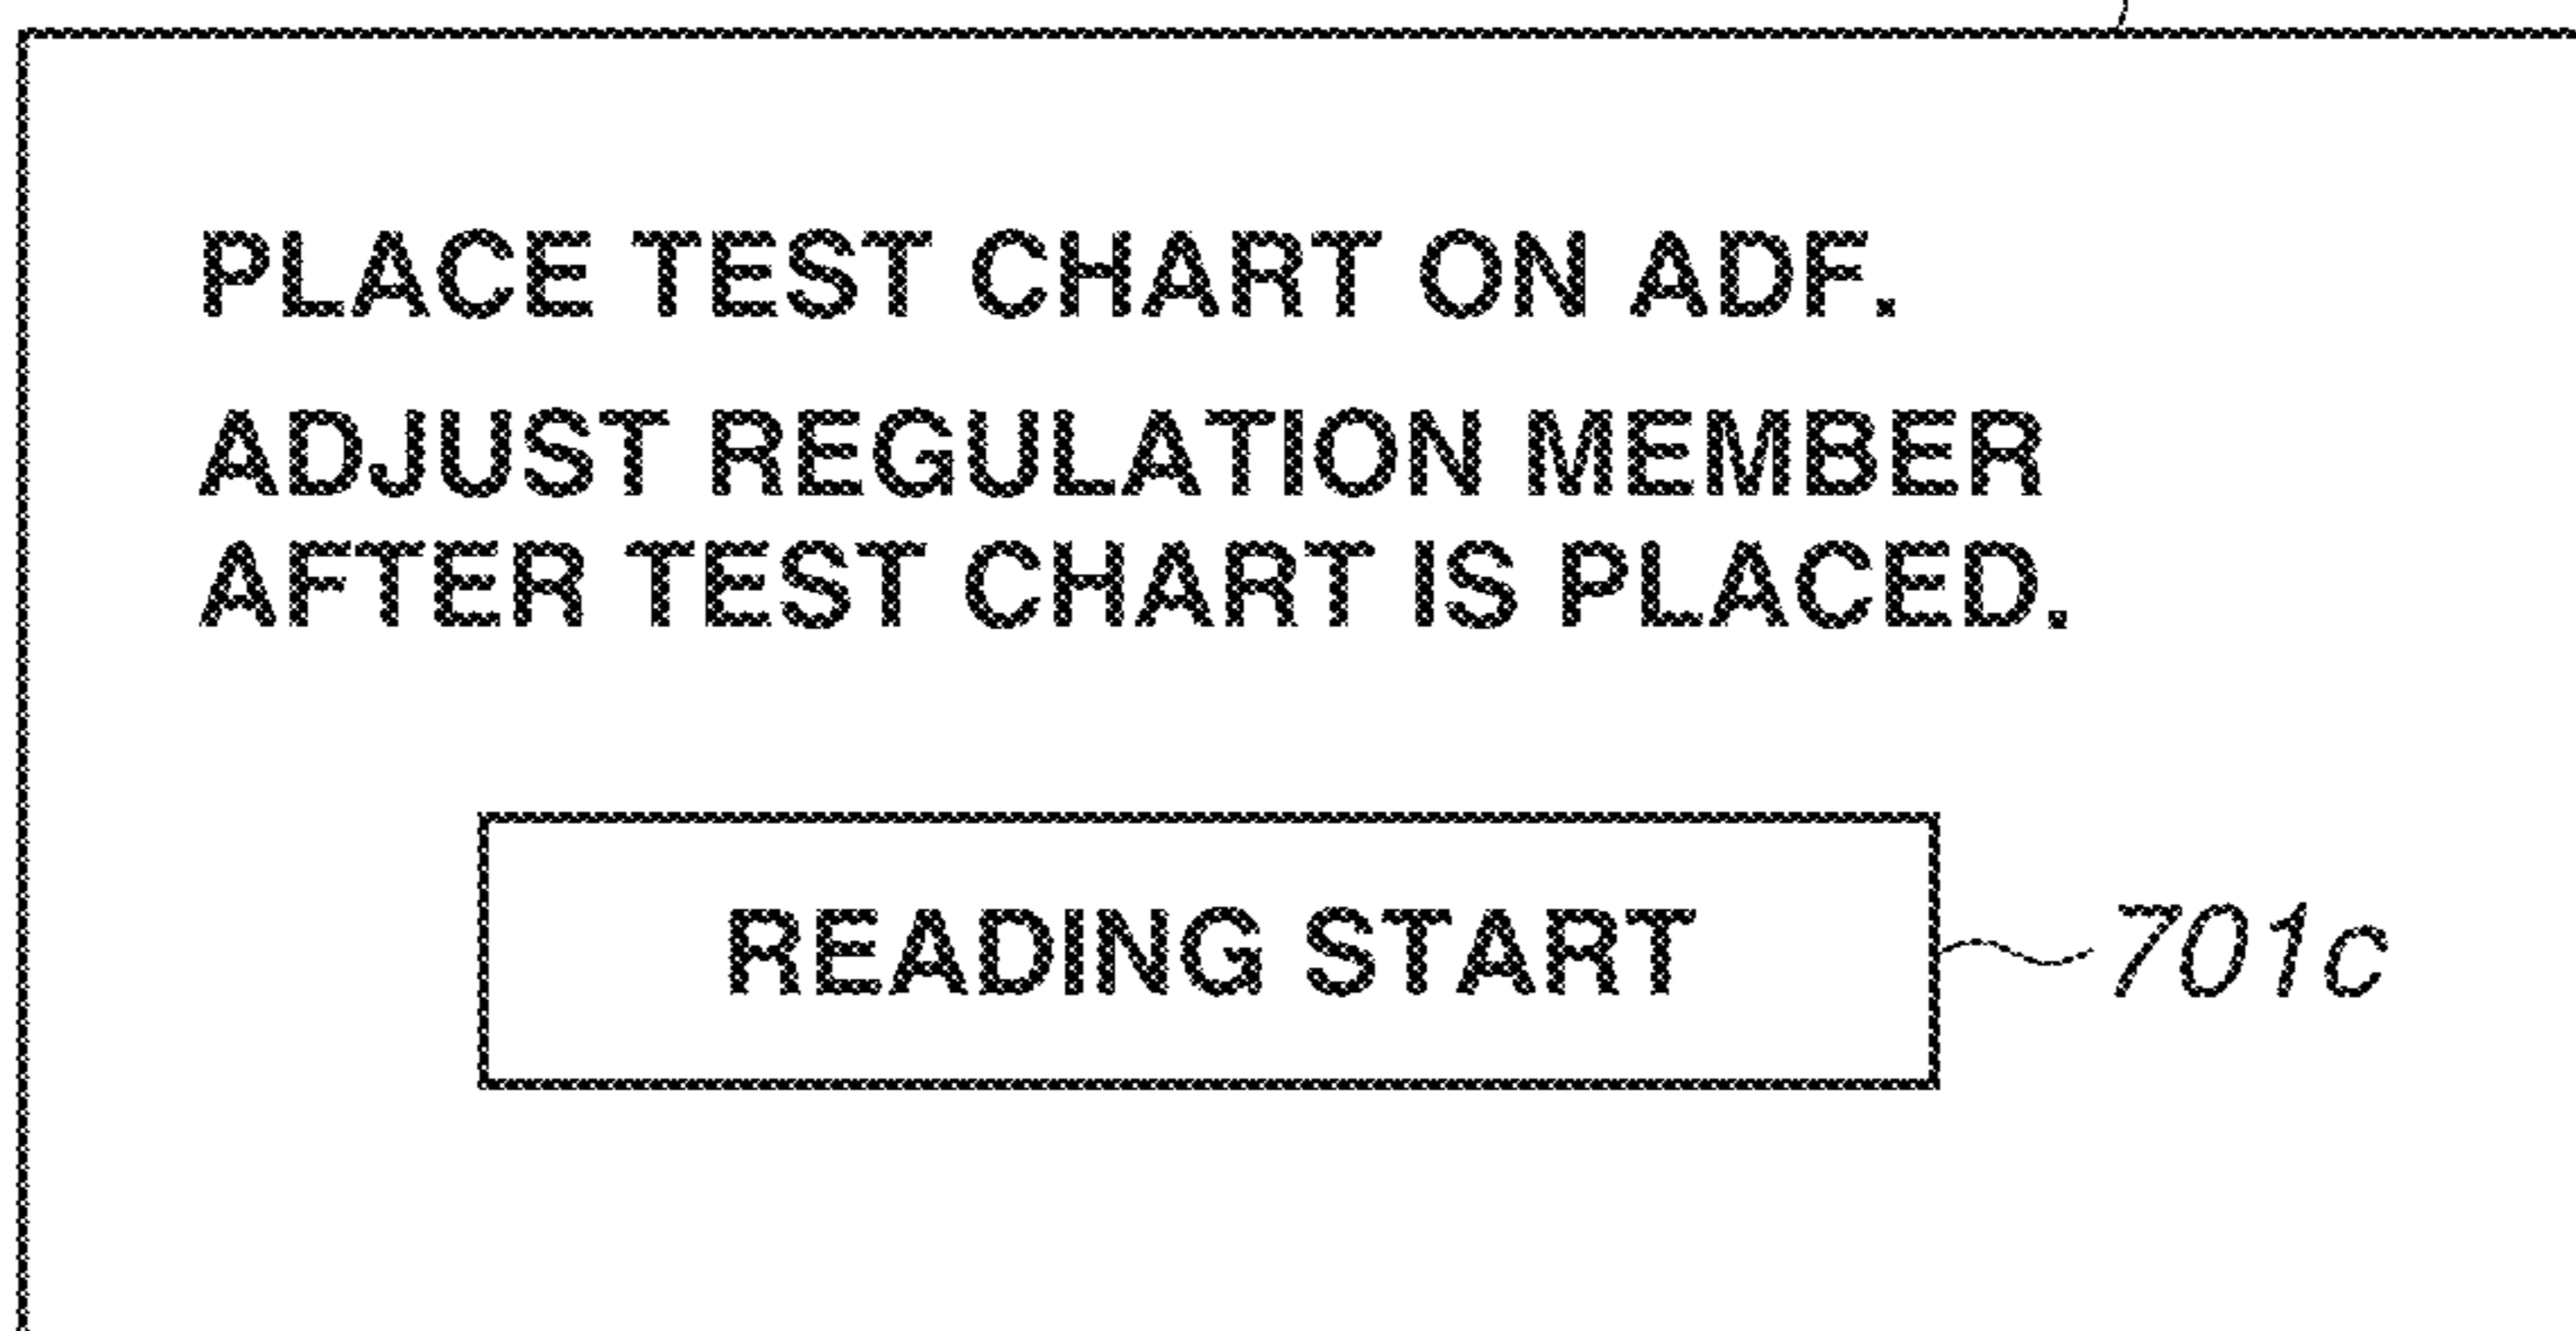 PLACE TEST CHART ON ADF.
ADJUST REGULATION MEMBER
AFTER TEST CHART IS PLACED.
READING START
701c